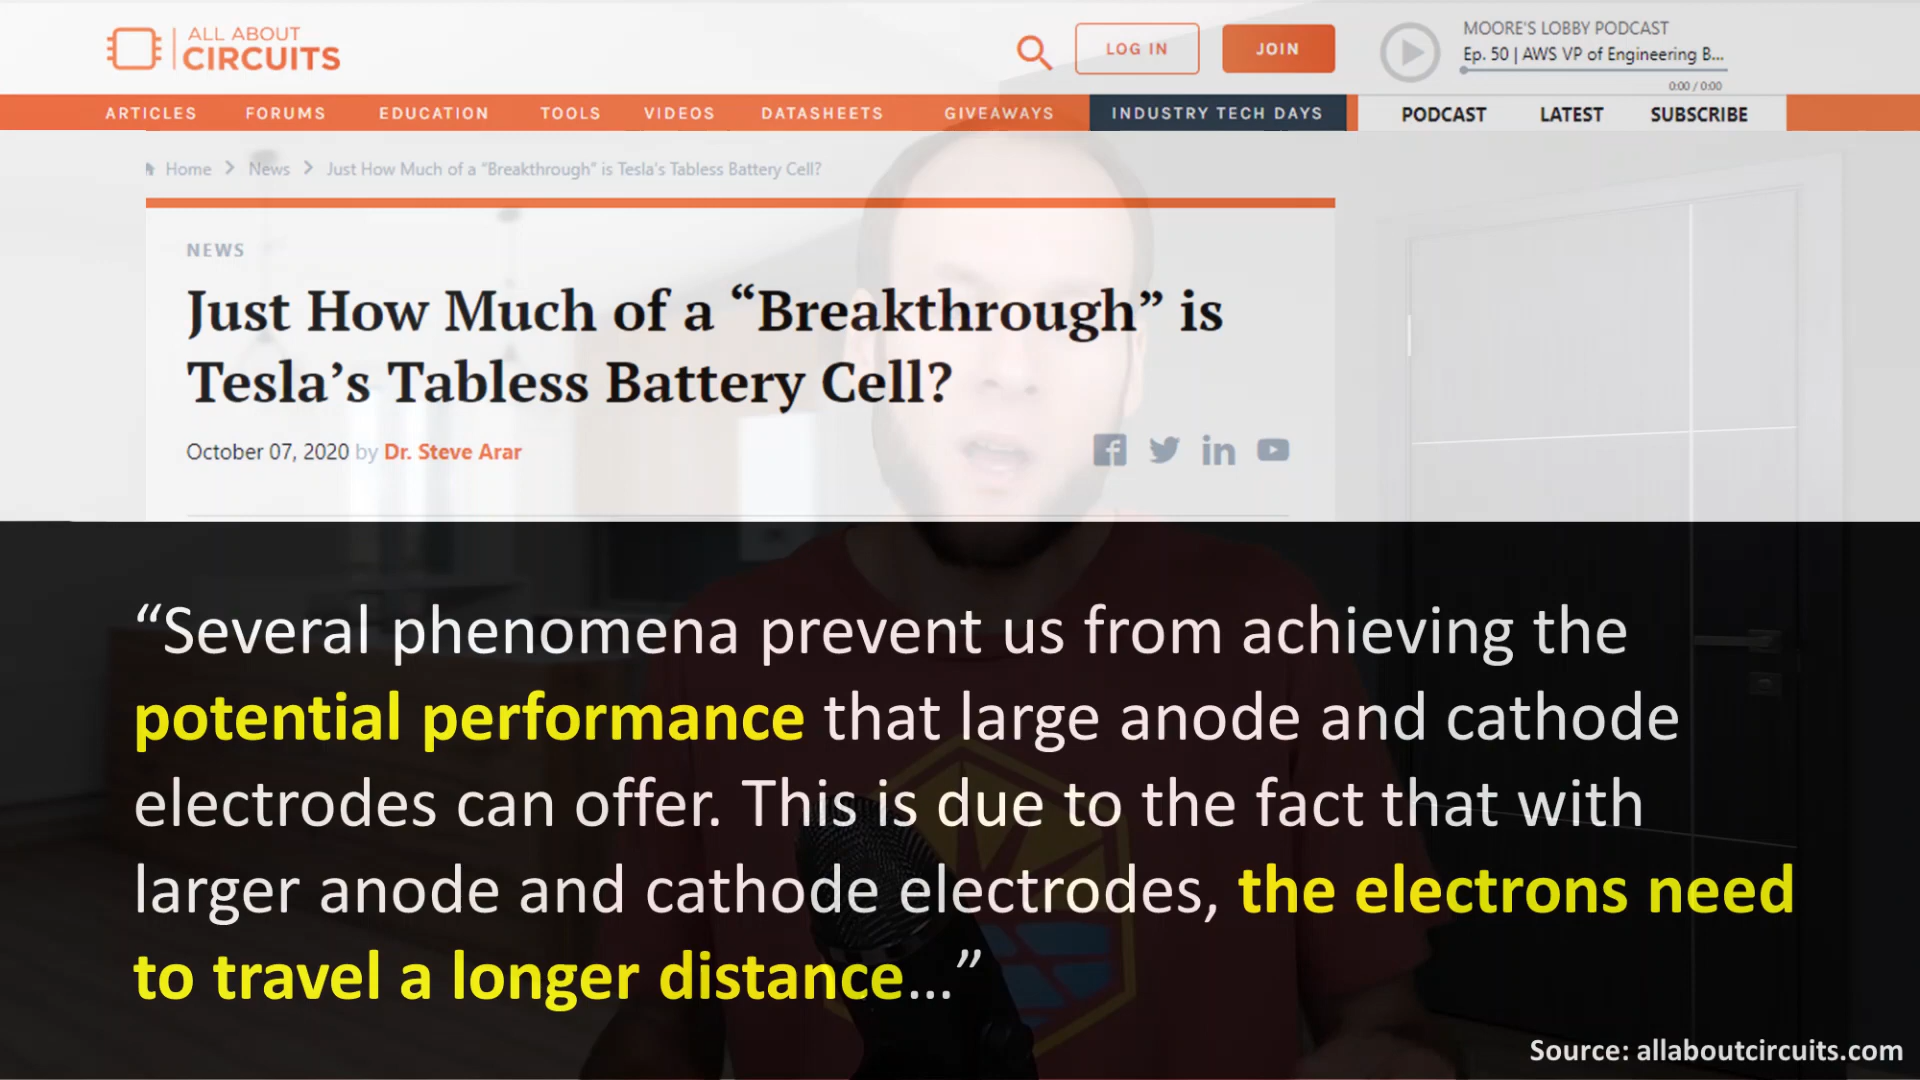 ALL ABOUT
CIRCUITS
LOG IN
JOIN
MOORE'S LOBBY PODCAST
Ep. 50 | AWS VP of Engineering B...
0:00 / 0:00
ARTICLES FORUMS EDUCATION TOOLS VIDEOS DATASHEETS GIVEAWAYS INDUSTRY TECH DAYS PODCAST LATEST SUBSCRIBE
Home > News > Just How Much of a “Breakthrough” is Tesla’s Tabless Battery Cell?
NEWS
Just How Much of a “Breakthrough” is
Tesla’s Tabless Battery Cell?
October 07, 2020 by Dr. Steve Arar
“Several phenomena prevent us from achieving the
potential performance that large anode and cathode
electrodes can offer. This is due to the fact that with
larger anode and cathode electrodes, the electrons need
to travel a longer distance...”
Source: allaboutcircuits.com